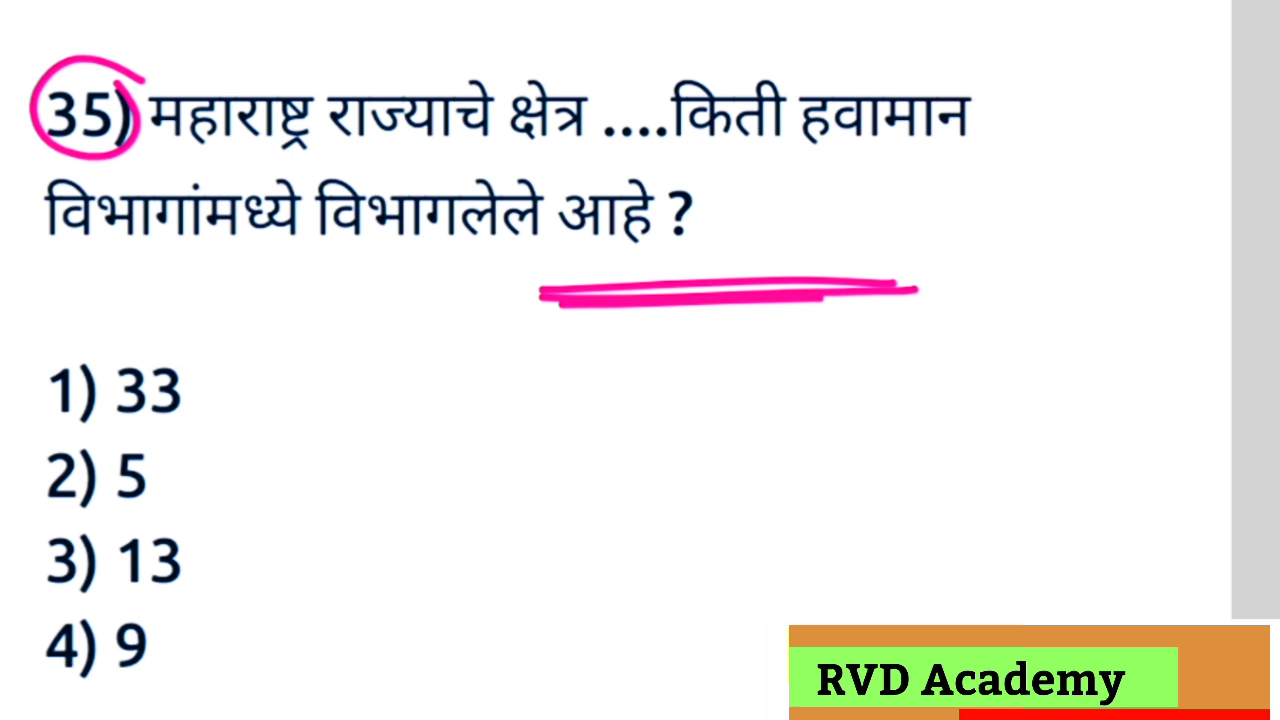 35) महाराष्ट्र राज्याचे क्षेत्र ....किती हवामान
विभागांमध्ये विभागलेले आहे ?
1) 33
2) 5
3) 13
4) 9
RVD Academy